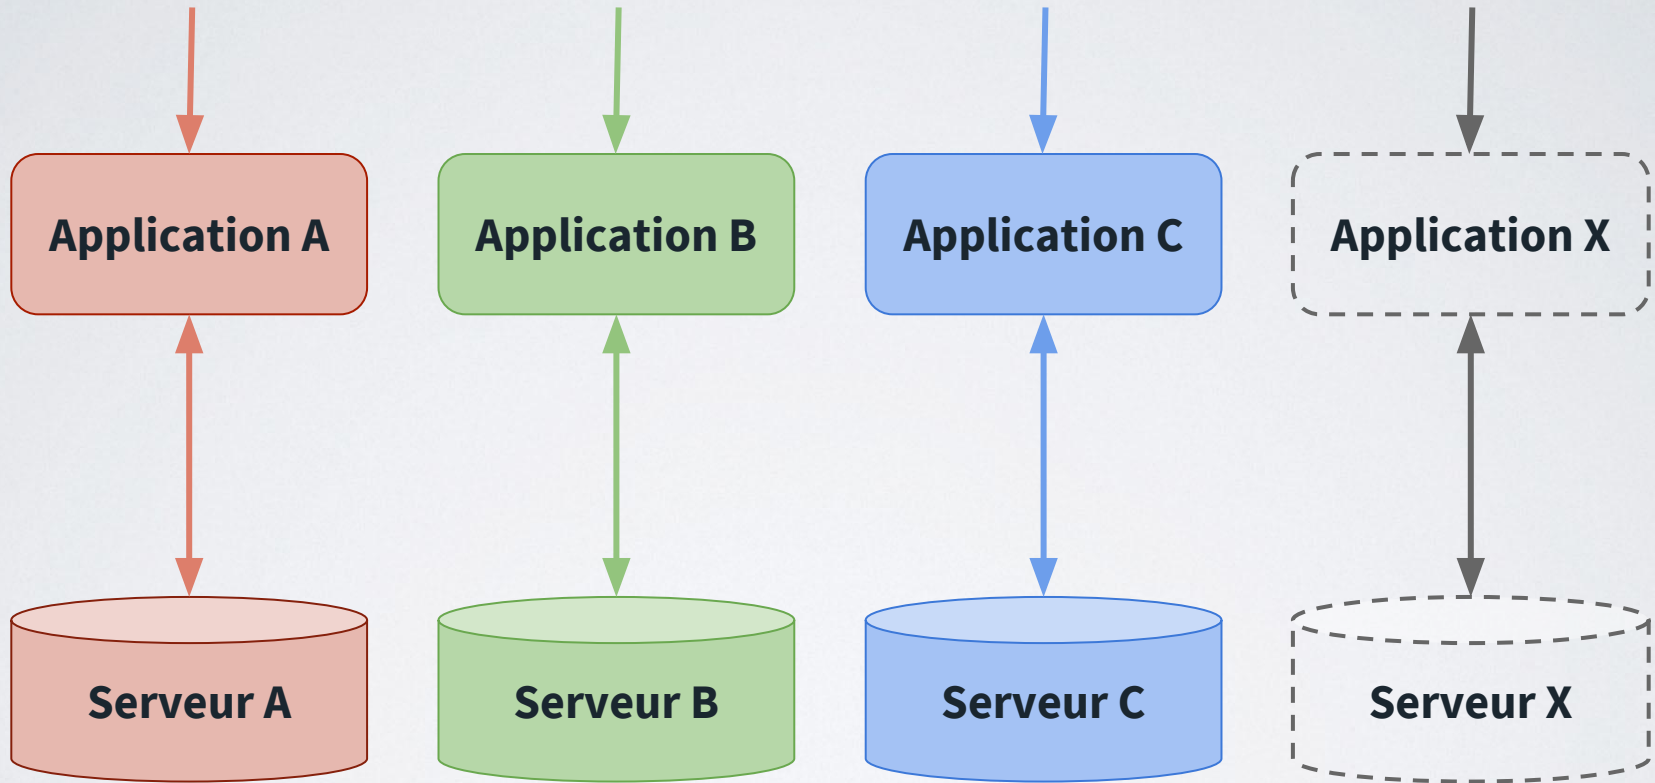 Application A
Application B
Application C
Application X
Serveur A
Serveur B
Serveur C
Serveur X